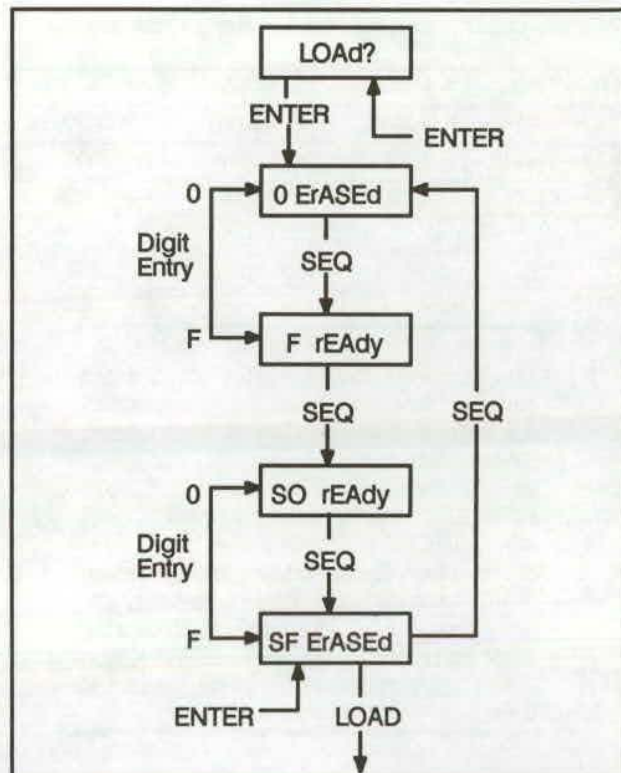 LOAd?
ENTER
ENTER
0
0 ErASEd
Digit
Entry
SEQ
F
F rEAdy
SEQ
SEQ
0
SO rEAdy
Digit
Entry
SEQ
F
SF ErASEd
ENTER
LOAD